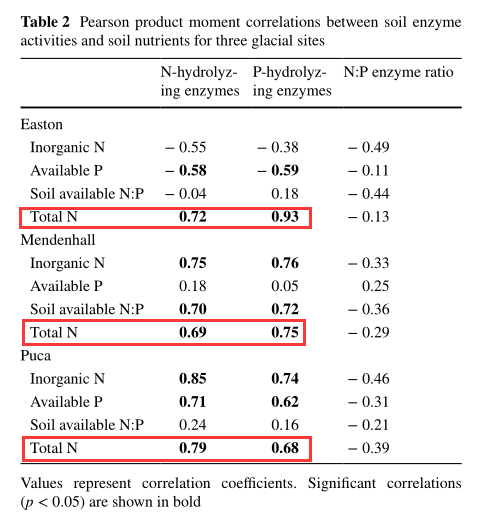 Table 2 Pearson product moment correlations between soil enzyme
activities and soil nutrients for three glacial sites
N-hydrolyz- P-hydrolyz- N:P enzyme ratio
ing enzymes ing enzymes
Easton
Inorganic N − 0.55 − 0.38 − 0.49
Available P − 0.58 − 0.59 − 0.11
Soil available N:P − 0.04 0.18 − 0.44
Total N 0.72 0.93 − 0.13
Mendenhall
Inorganic N 0.75 0.76 − 0.33
Available P 0.18 0.05 0.25
Soil available N:P 0.70 0.72 − 0.36
Total N 0.69 0.75 − 0.29
Puca
Inorganic N 0.85 0.74 − 0.46
Available P 0.71 0.62 − 0.31
Soil available N:P 0.24 0.16 − 0.21
Total N 0.79 0.68 − 0.39
Values represent correlation coefficients. Significant correlations
(p < 0.05) are shown in bold